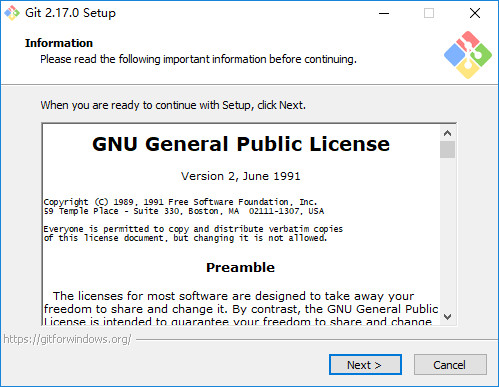 Git 2.17.0 Setup
Information
Please read the following important information before continuing.
When you are ready to continue with Setup, click Next.
GNU General Public License
Version 2, June 1991
Copyright (C) 1989, 1991 Free Software Foundation, Inc.
59 Temple Place - Suite 330, Boston, MA  02111-1307, USA
Everyone is permitted to copy and distribute verbatim copies
of this license document, but changing it is not allowed.
Preamble
The licenses for most software are designed to take away your
freedom to share and change it. By contrast, the GNU General Public
License is intended to guarantee your freedom to share and change
https://gitforwindows.org/
Next >
Cancel